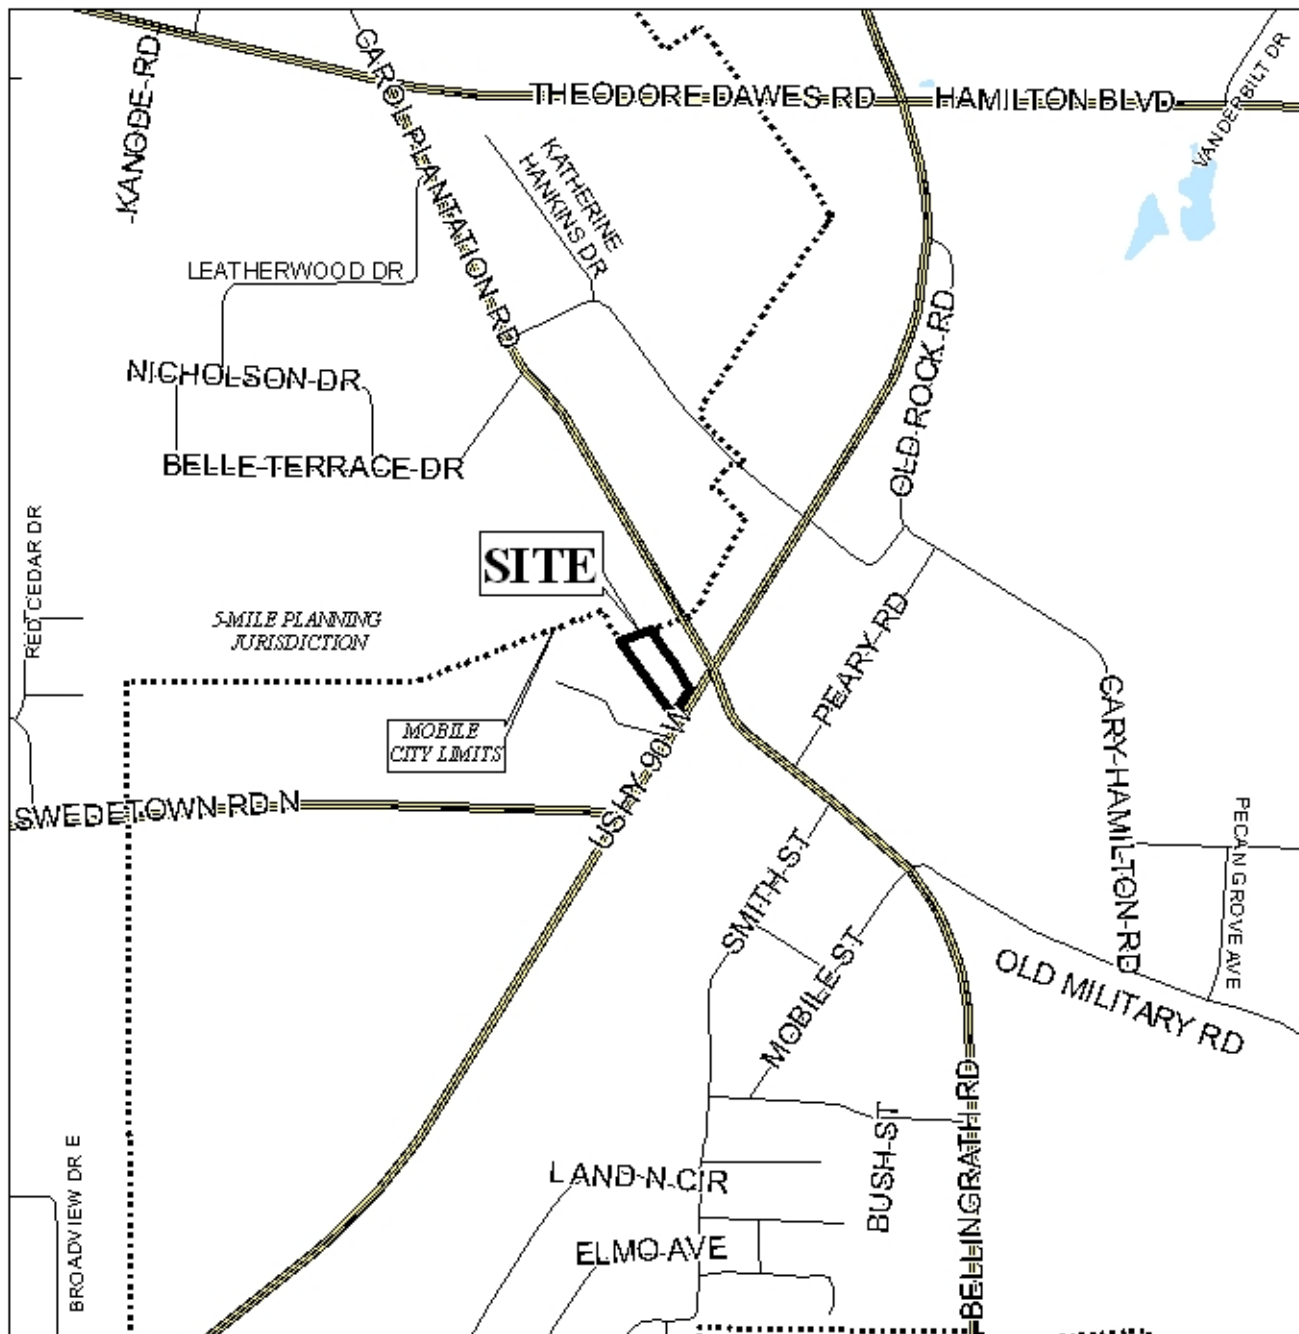 CAROL PLANTATION RD
KANODE RD
THEODORE DAWES RD
HAMILTON BLVD
VANDERBILT DR
KATHERINE
HANKINS DR
LEATHERWOOD DR
OLD ROCK RD
NICHOLSON DR
BELLE TERRACE DR
RED CEDAR DR
SITE
5-MILE PLANNING
JURISDICTION
PEARY RD
GARY HAMILTON RD
MOBILE
CITY LIMITS
US HY 90 W
SWEDETOWN RD N
PECAN GROVE AVE
SMITH ST
MOBILE ST
OLD MILITARY RD
BELLINGRATH RD
BUSH ST
BROADVIEW DR E
LAND N CIR
ELMO AVE